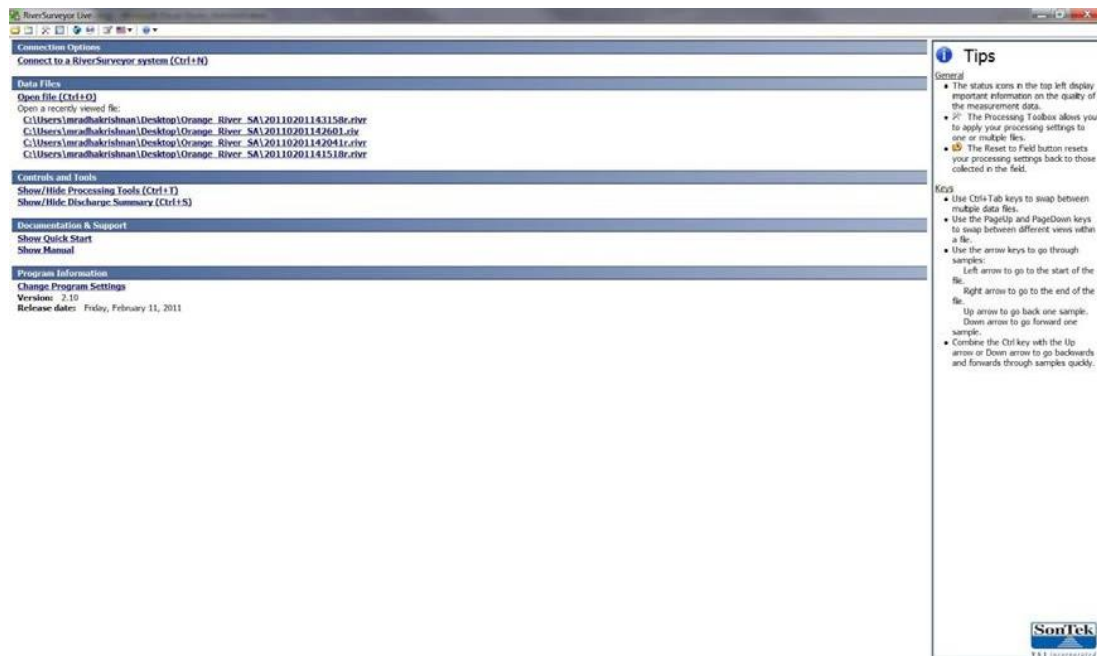 RiverSurveyor Live
Connection Options
Connect to a RiverSurveyor system (Ctrl+N)
Data Files
Open file (Ctrl+O)
Open a recently viewed file:
C:\Users\mradhakrishnan\Desktop\Orange_River_SA\20110201143158r.rivr
C:\Users\mradhakrishnan\Desktop\Orange_River_SA\20110201142601.riv
C:\Users\mradhakrishnan\Desktop\Orange_River_SA\20110201142041r.rivr
C:\Users\mradhakrishnan\Desktop\Orange_River_SA\20110201141518r.rivr
Controls and Tools
Show/Hide Processing Tools (Ctrl+T)
Show/Hide Discharge Summary (Ctrl+S)
Documentation & Support
Show Quick Start
Show Manual
Program Information
Change Program Settings
Version: 2.10
Release date: Friday, February 11, 2011
Tips
General
The status icons in the top left display
important information on the quality of
the measurement data.
The Processing Toolbox allows you
to apply your processing settings to
one or multiple files.
The Reset to Field button resets
your processing settings back to those
collected in the field.
Keys
Use Ctrl+Tab keys to swap between
multiple data files.
Use the PageUp and PageDown keys
to swap between different views within
a file.
Use the arrow keys to go through
samples:
Left arrow to go to the start of the
file.
Right arrow to go to the end of the
file.
Up arrow to go back one sample.
Down arrow to go forward one
sample.
Combine the Ctrl key with the Up
arrow or Down arrow to go backwards
and forwards through samples quickly.
SonTek
YSI incorporated